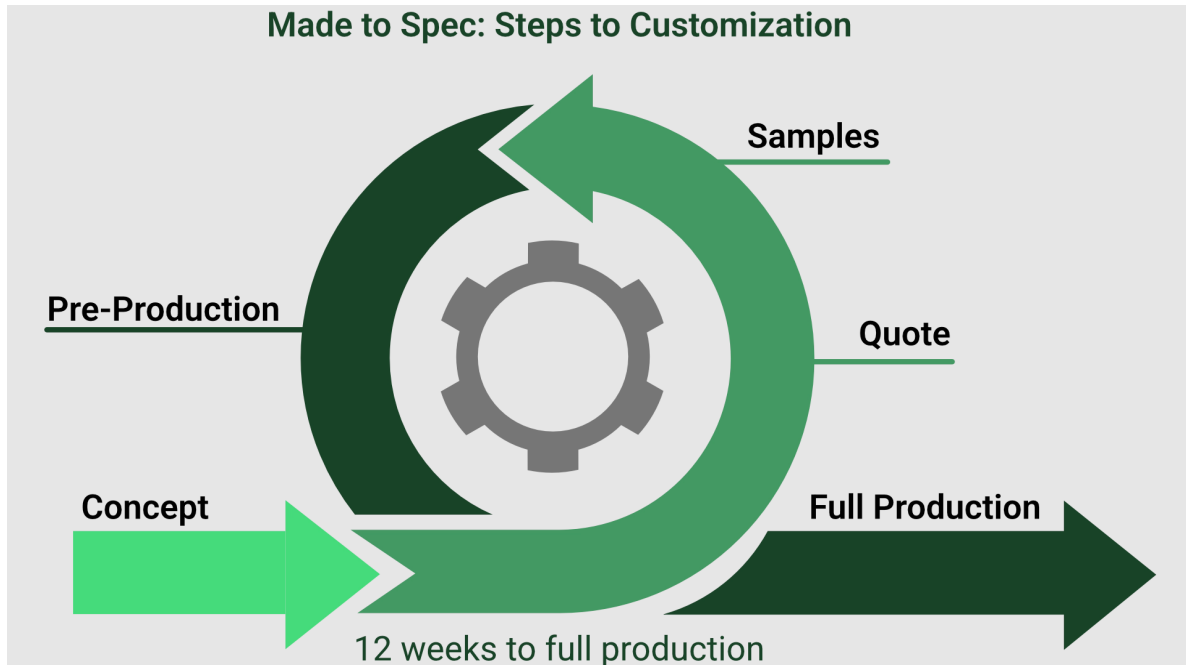 Made to Spec: Steps to Customization
Samples
Pre-Production
Quote
Concept
Full Production
12 weeks to full production